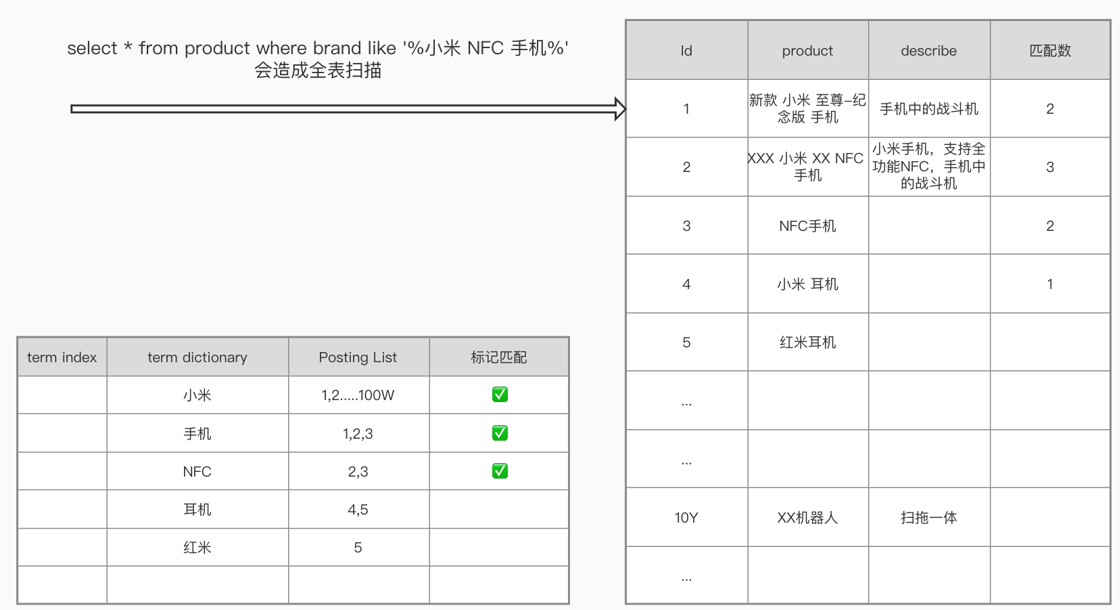 select * from product where brand like '%小米 NFC 手机%'
会造成全表扫描
Id product describe 匹配数
1 新款 小米 至尊-纪念版 手机 手机中的战斗机 2
2 XXX 小米 XX NFC 手机 小米手机，支持全功能NFC，手机中的战斗机 3
3 NFC手机 2
4 小米 耳机 1
5 红米耳机
...
...
10Y XX机器人 扫拖一体
...
term index term dictionary Posting List 标记匹配
小米 1,2.....100W ✅
手机 1,2,3 ✅
NFC 2,3 ✅
耳机 4,5
红米 5